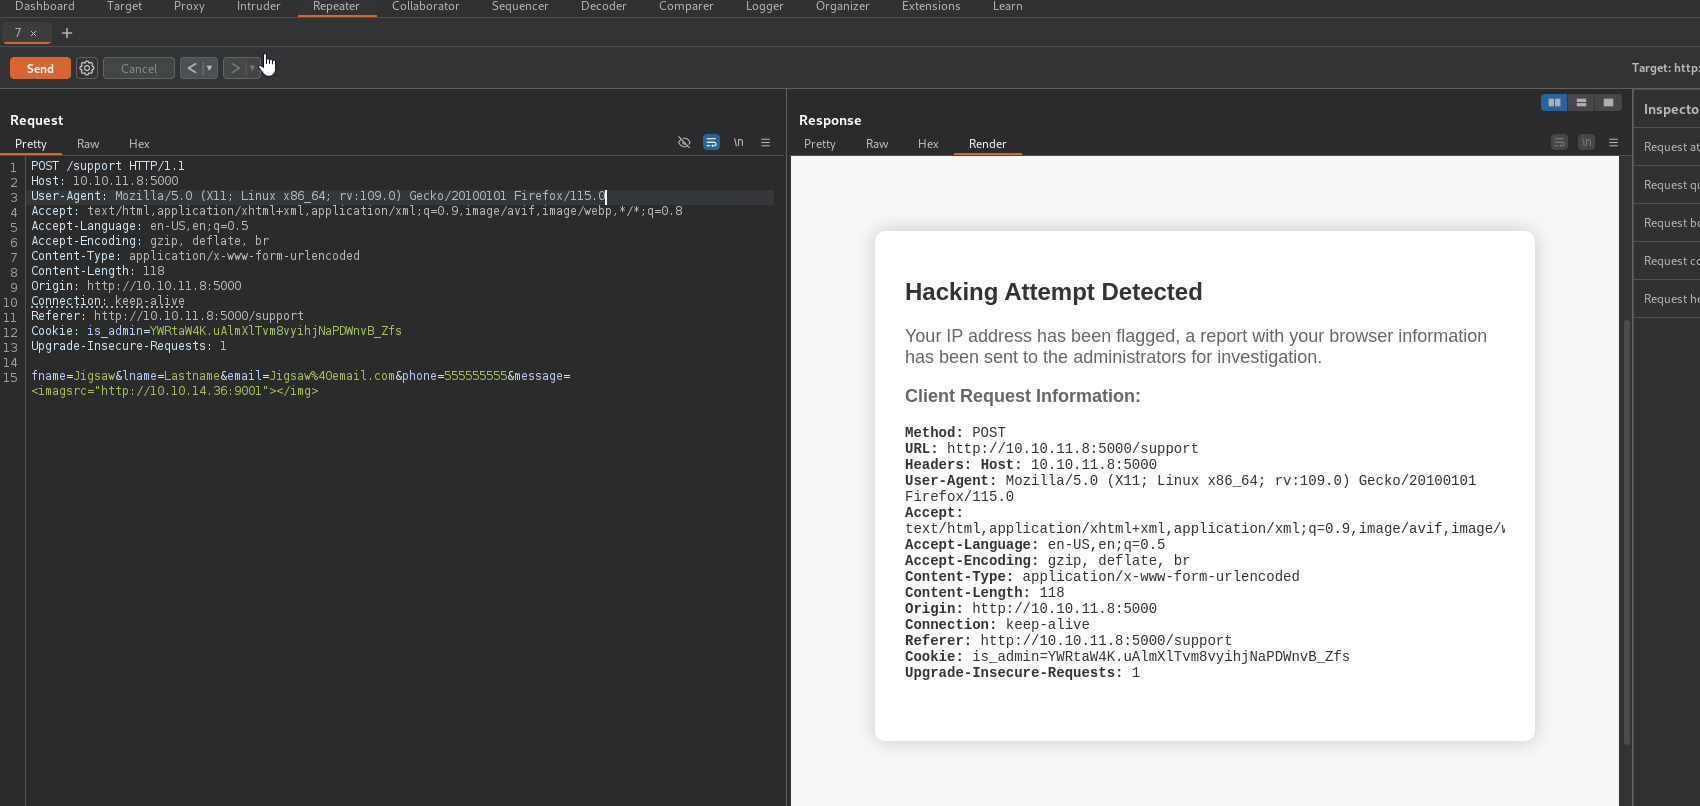 Dashboard Target Proxy Intruder Repeater Collaborator Sequencer Decoder Comparer Logger Organizer Extensions Learn
7 × +
Send Cancel < > Target: http:
Request
Pretty Raw Hex \n
1 POST /support HTTP/1.1
2 Host: 10.10.11.8:5000
3 User-Agent: Mozilla/5.0 (X11; Linux x86_64; rv:109.0) Gecko/20100101 Firefox/115.0
4 Accept: text/html,application/xhtml+xml,application/xml;q=0.9,image/avif,image/webp,*/*;q=0.8
5 Accept-Language: en-US,en;q=0.5
6 Accept-Encoding: gzip, deflate, br
7 Content-Type: application/x-www-form-urlencoded
8 Content-Length: 118
9 Origin: http://10.10.11.8:5000
10 Connection: keep-alive
11 Referer: http://10.10.11.8:5000/support
12 Cookie: is_admin=YWRtaW4K.uAlmXlTvm8vyihjNaPDWnvB_Zfs
13 Upgrade-Insecure-Requests: 1
14
15 fname=Jigsaw&lname=Lastname&email=Jigsaw%40email.com&phone=555555555&message=
<imagsrc="http://10.10.14.36:9001"></img>
Response
Pretty Raw Hex Render \n
Hacking Attempt Detected
Your IP address has been flagged, a report with your browser information
has been sent to the administrators for investigation.
Client Request Information:
Method: POST
URL: http://10.10.11.8:5000/support
Headers: Host: 10.10.11.8:5000
User-Agent: Mozilla/5.0 (X11; Linux x86_64; rv:109.0) Gecko/20100101
Firefox/115.0
Accept:
text/html,application/xhtml+xml,application/xml;q=0.9,image/avif,image/w
Accept-Language: en-US,en;q=0.5
Accept-Encoding: gzip, deflate, br
Content-Type: application/x-www-form-urlencoded
Content-Length: 118
Origin: http://10.10.11.8:5000
Connection: keep-alive
Referer: http://10.10.11.8:5000/support
Cookie: is_admin=YWRtaW4K.uAlmXlTvm8vyihjNaPDWnvB_Zfs
Upgrade-Insecure-Requests: 1
Inspecto
Request at
Request qu
Request bo
Request co
Request he